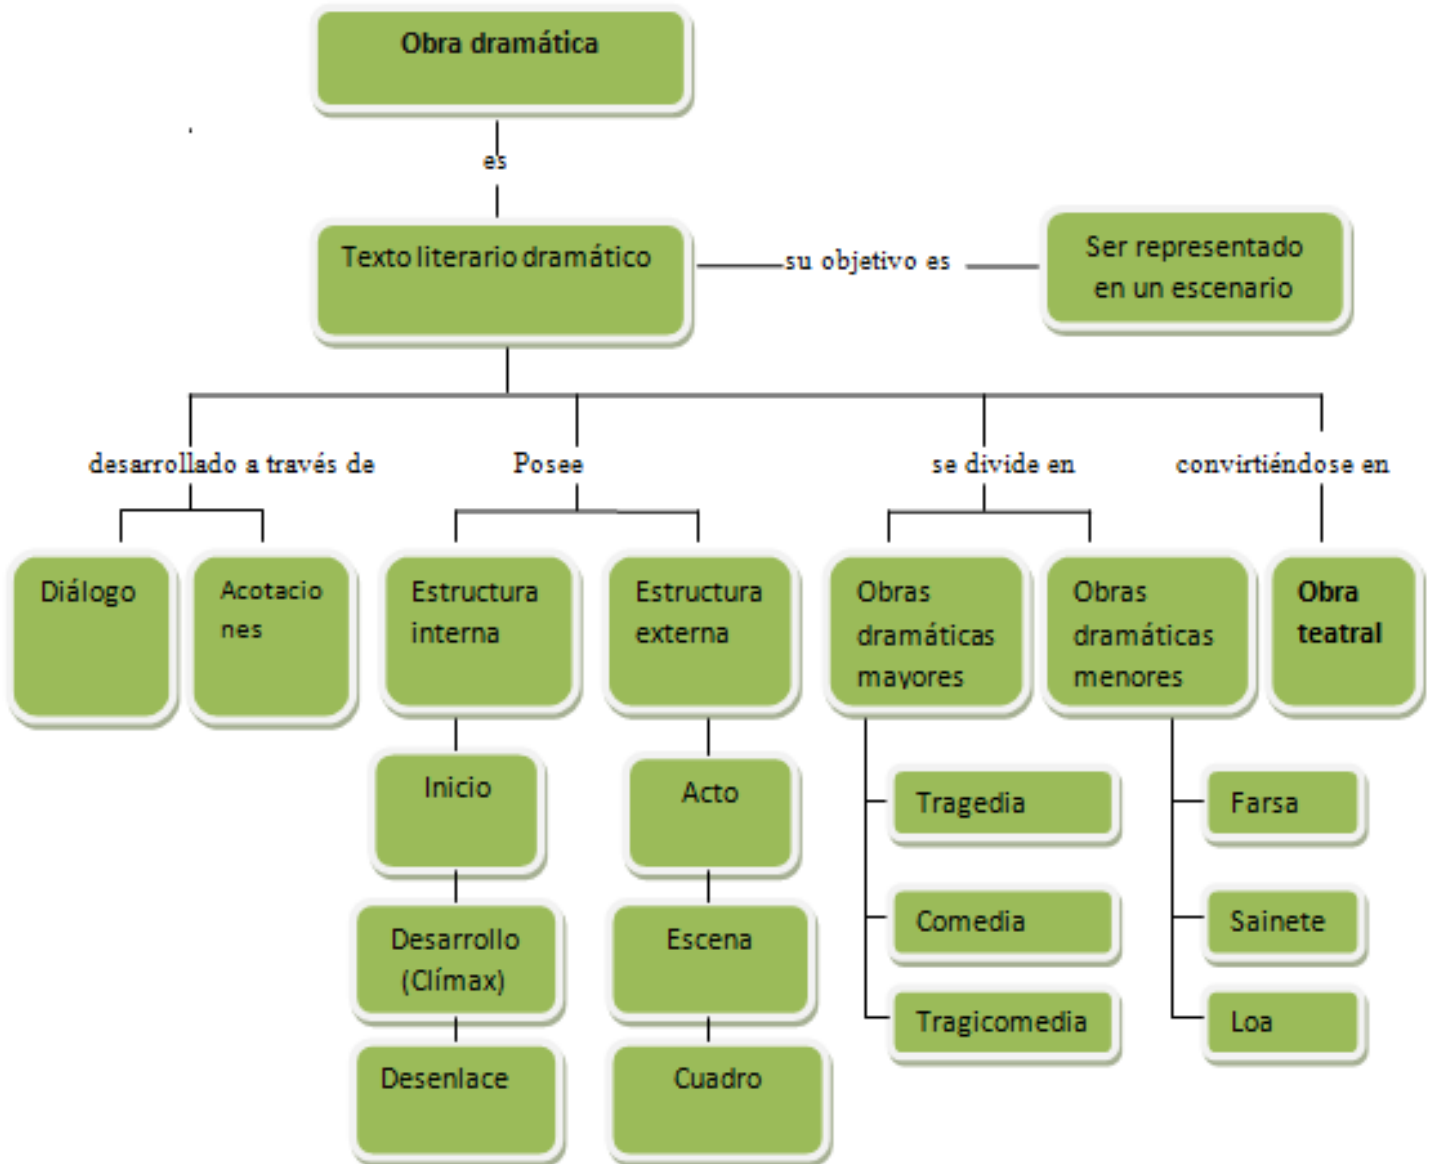 Obra dramática
es
Texto literario dramático
su objetivo es
Ser representado
en un escenario
desarrollado a través de
Posee
se divide en
convirtiéndose en
Diálogo
Acotacio
nes
Estructura
interna
Estructura
externa
Obras
dramáticas
mayores
Obras
dramáticas
menores
Obra
teatral
Inicio
Desarrollo
(Clímax)
Desenlace
Acto
Escena
Cuadro
Tragedia
Comedia
Tragicomedia
Farsa
Sainete
Loa